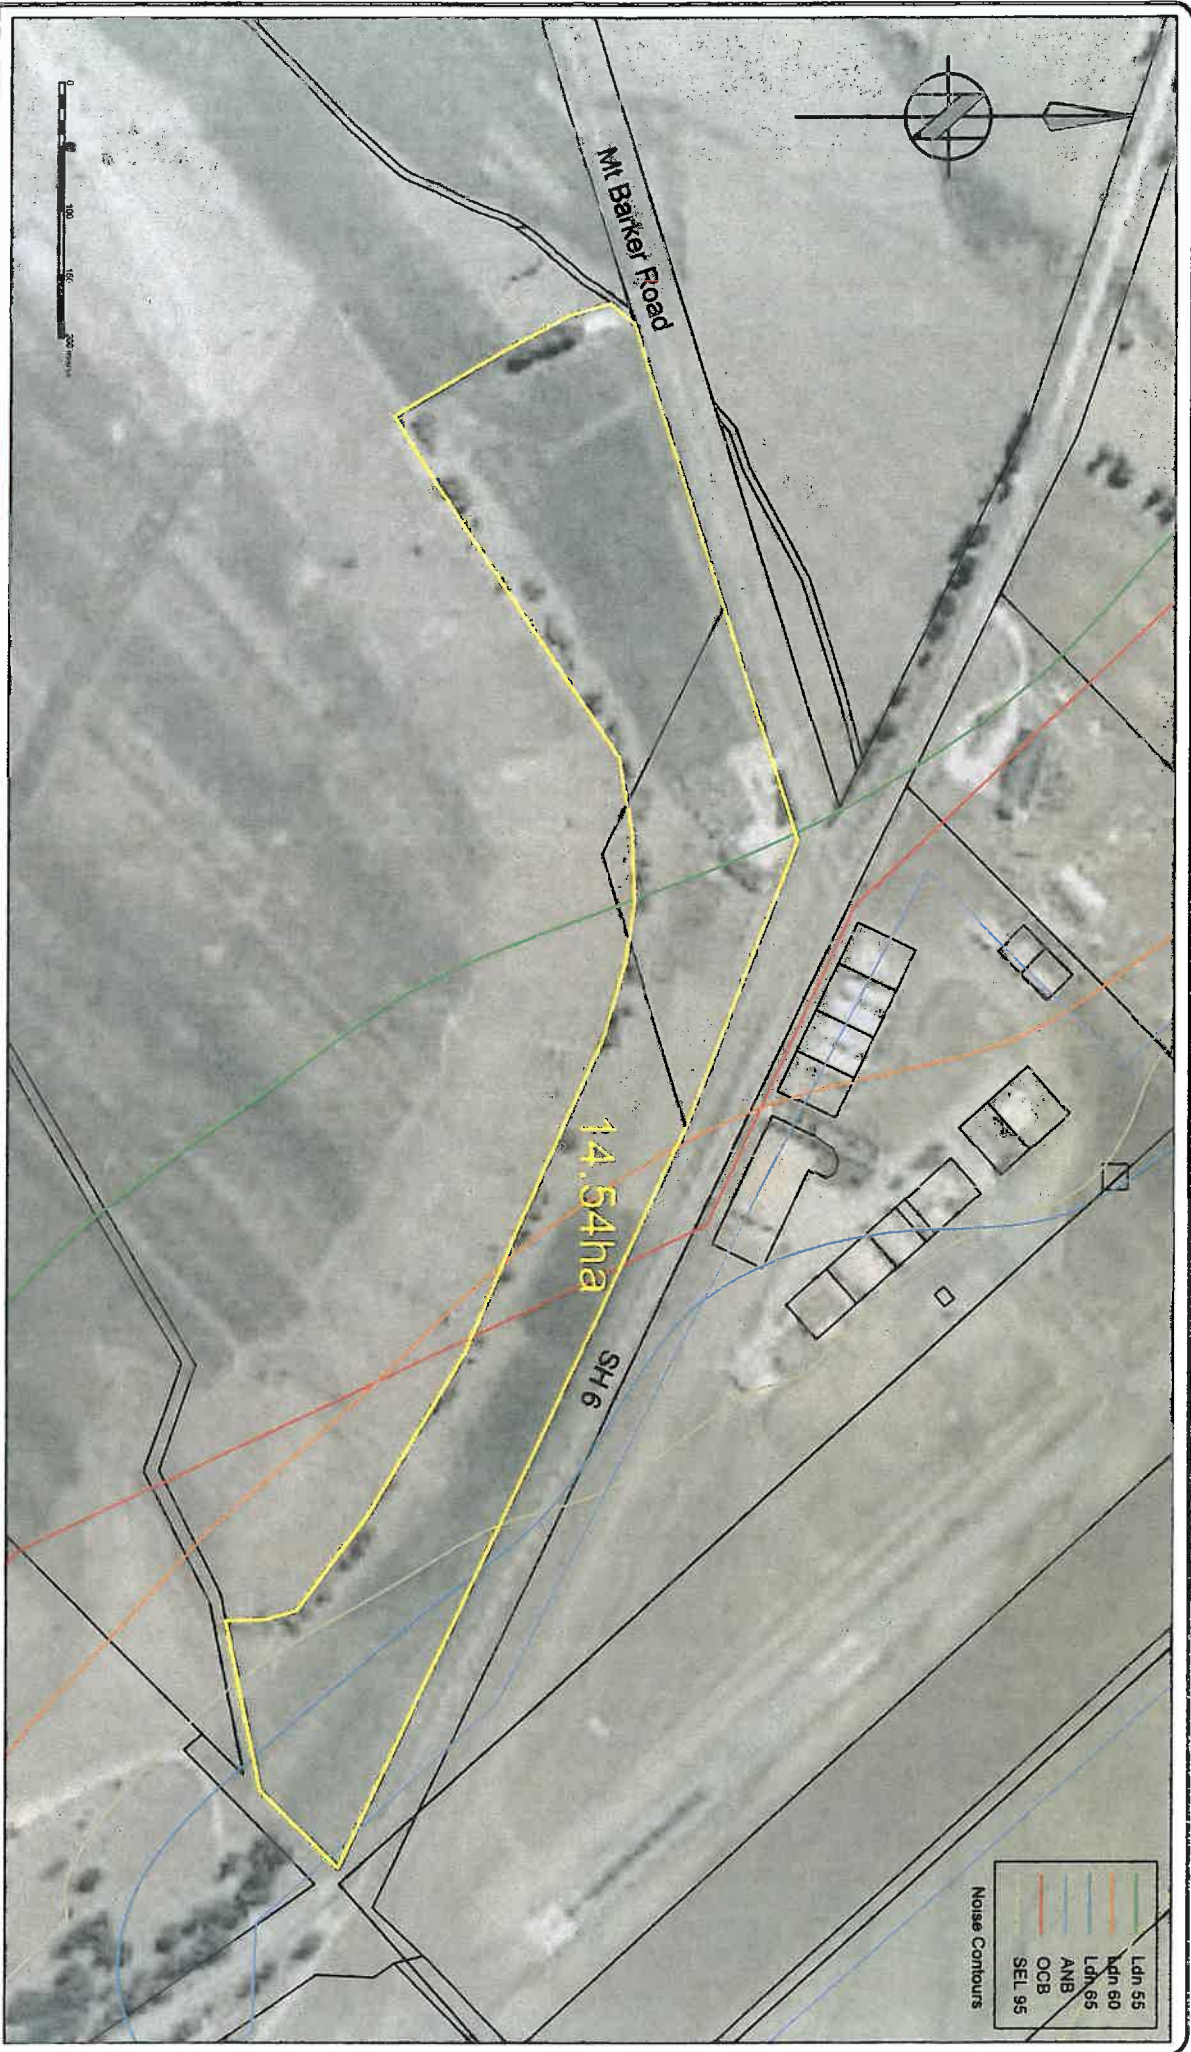 Mt Barker Road
14.54ha
SH 6
Ldn 55
Ldn 60
Ldn 65
ANB
OCB
SEL 95
Noise Contours
0
100
150